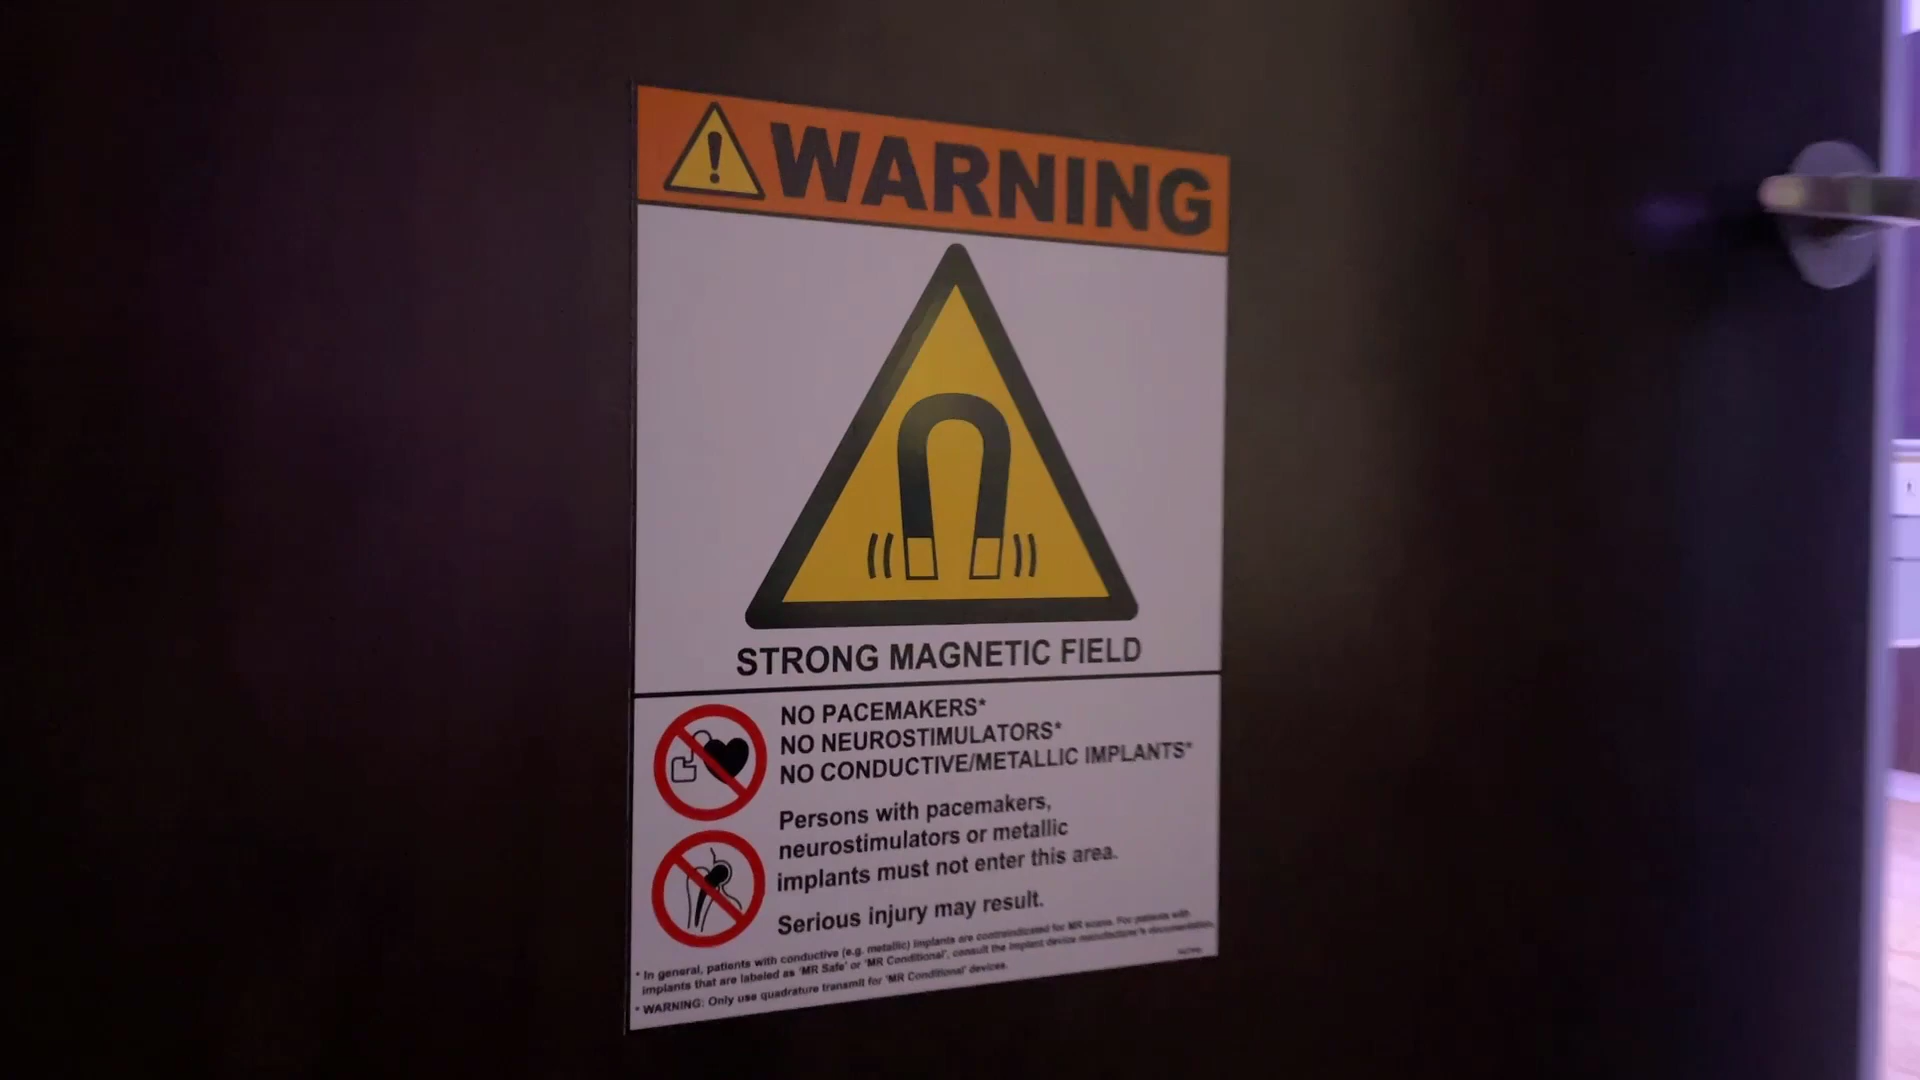 WARNING
STRONG MAGNETIC FIELD
NO PACEMAKERS*
NO NEUROSTIMULATORS*
NO CONDUCTIVE/METALLIC IMPLANTS*
Persons with pacemakers,
neurostimulators or metallic
implants must not enter this area.
Serious injury may result.
* In general, patients with conductive (e.g. metallic) implants are contraindicated for MR scans. For patients with
implants that are labeled as 'MR Safe' or 'MR Conditional', consult the implant device manufacturer's documentation.
* WARNING: Only use quadrature transmit for 'MR Conditional' devices.